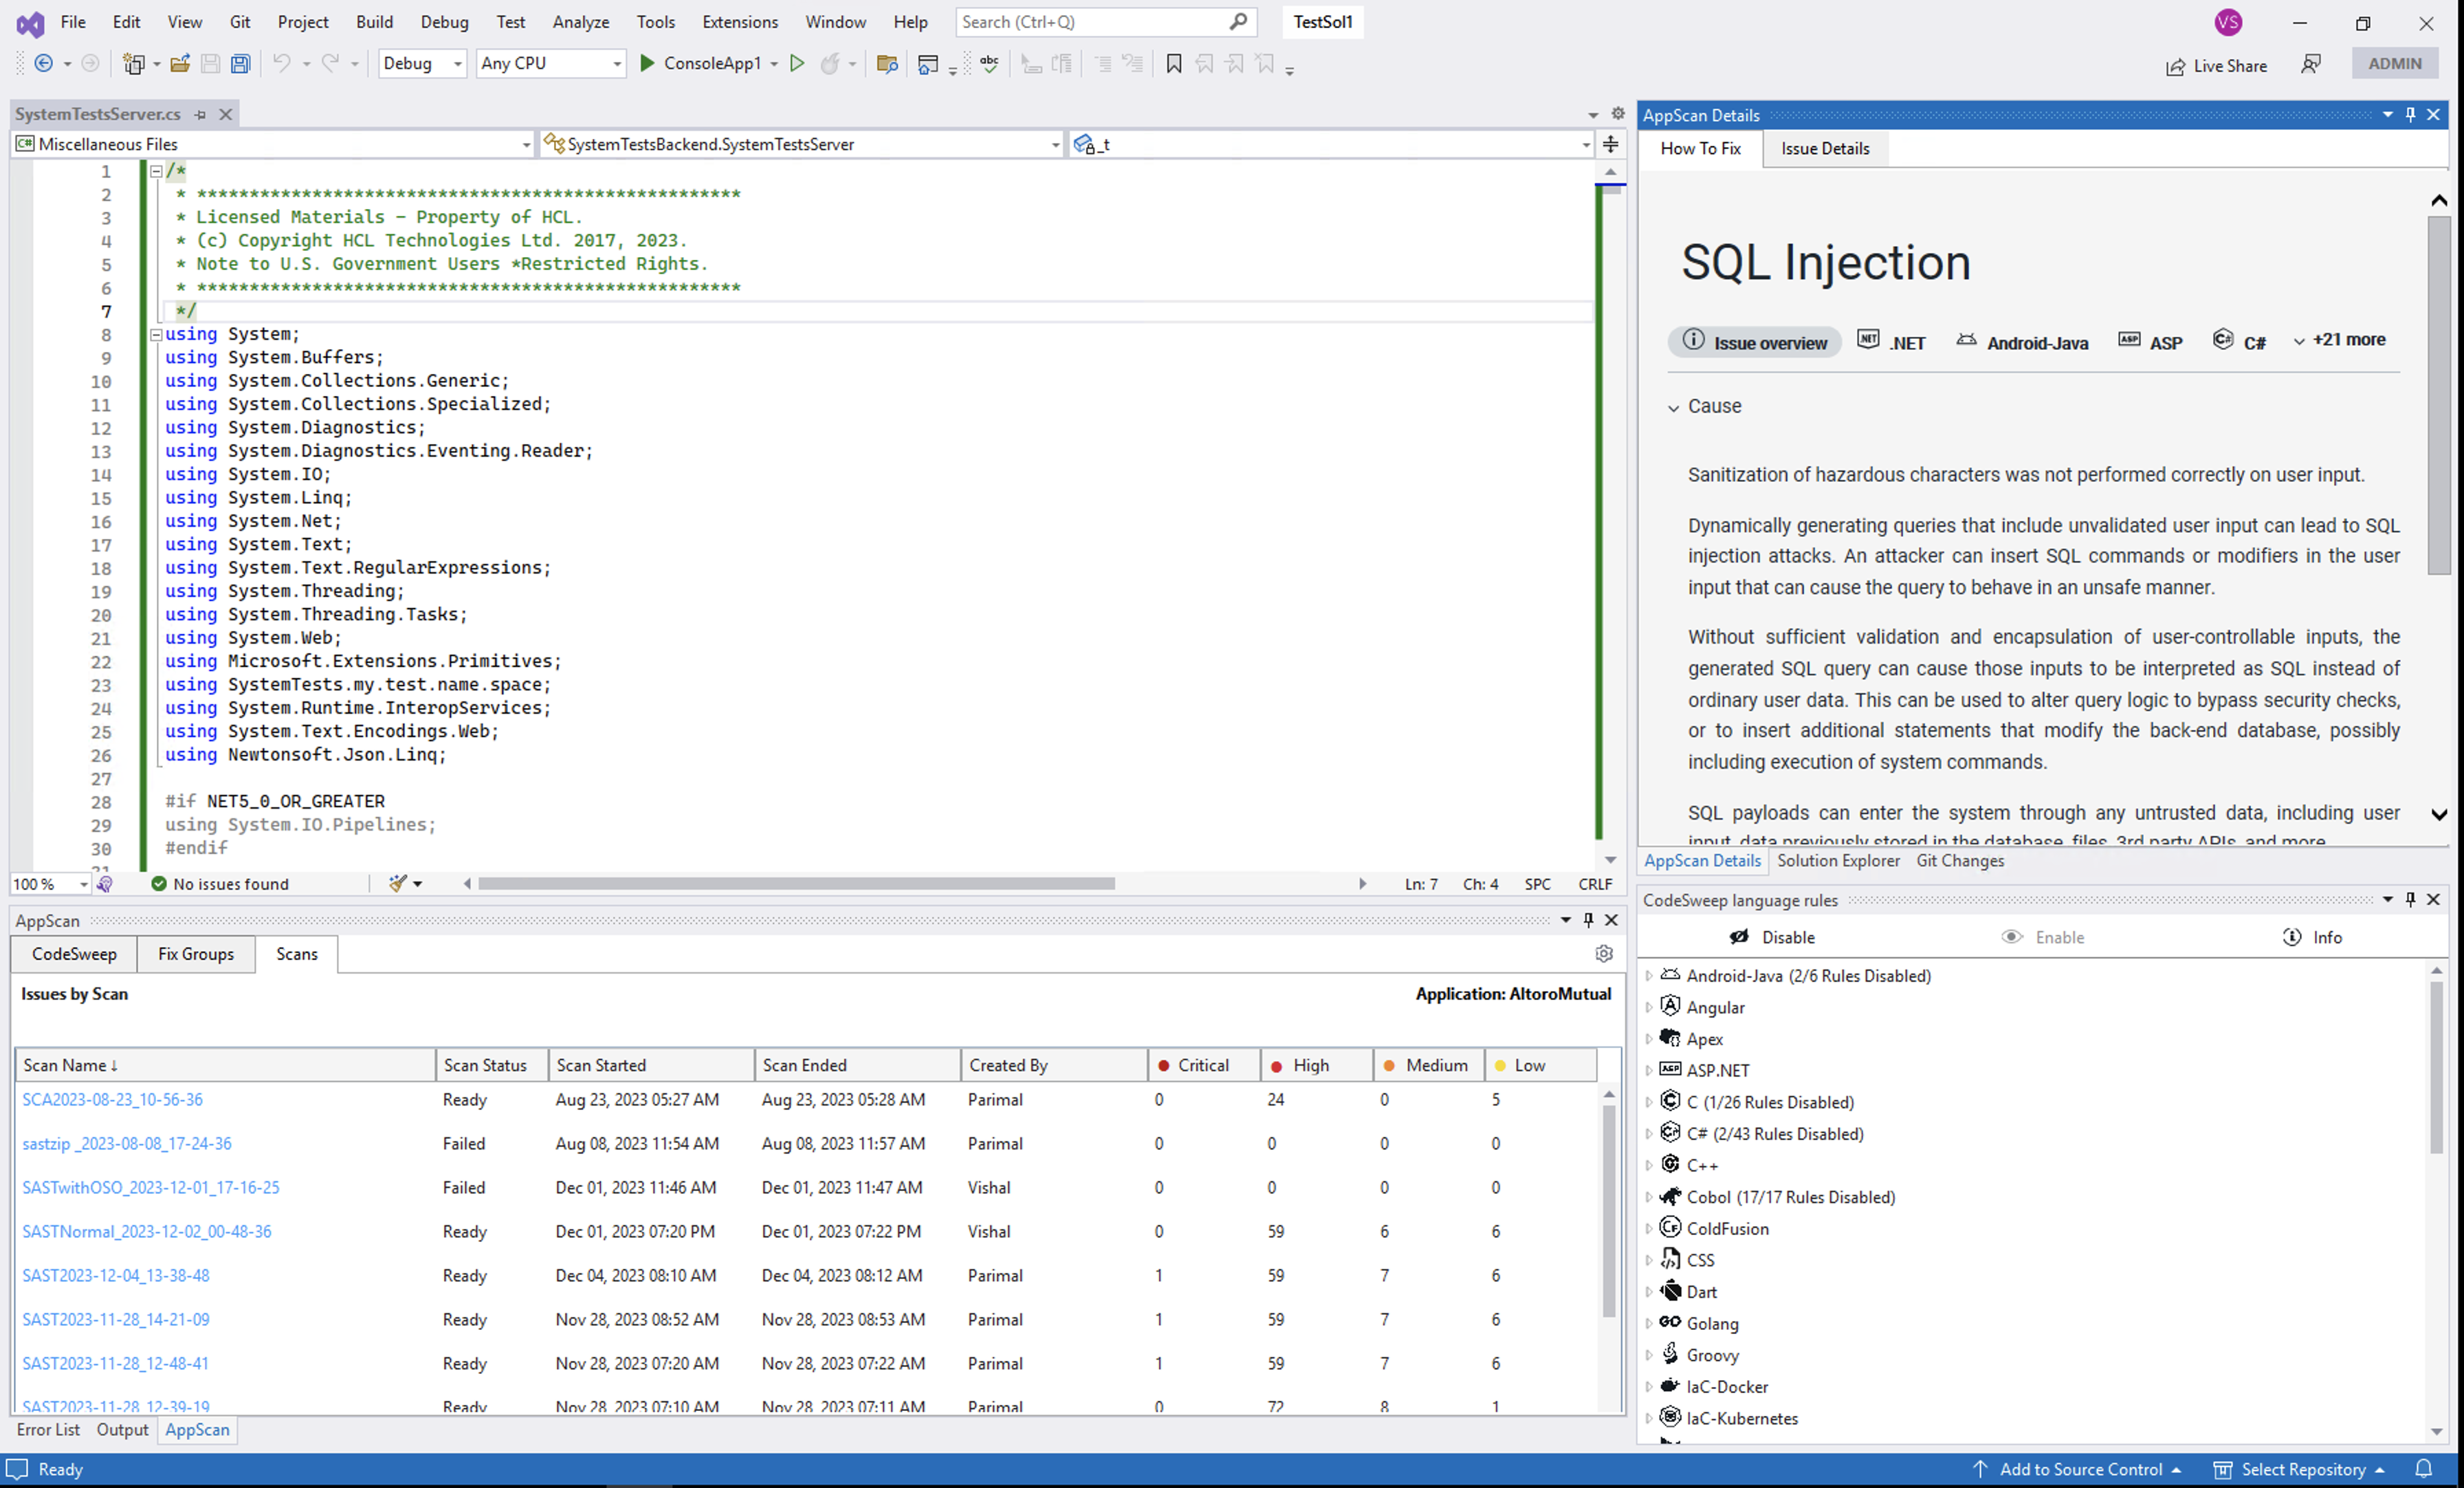 File Edit View Git Project Build Debug Test Analyze Tools Extensions Window Help Search (Ctrl+Q) TestSol1 VS
Debug Any CPU ConsoleApp1 abc Live Share ADMIN
SystemTestsServer.cs
C# Miscellaneous Files SystemTestsBackend.SystemTestsServer _t
1 /*
2 * ****************************************************
3 * Licensed Materials – Property of HCL.
4 * (c) Copyright HCL Technologies Ltd. 2017, 2023.
5 * Note to U.S. Government Users *Restricted Rights.
6 * ****************************************************
7 */
8 using System;
9 using System.Buffers;
10 using System.Collections.Generic;
11 using System.Collections.Specialized;
12 using System.Diagnostics;
13 using System.Diagnostics.Eventing.Reader;
14 using System.IO;
15 using System.Linq;
16 using System.Net;
17 using System.Text;
18 using System.Text.RegularExpressions;
19 using System.Threading;
20 using System.Threading.Tasks;
21 using System.Web;
22 using Microsoft.Extensions.Primitives;
23 using SystemTests.my.test.name.space;
24 using System.Runtime.InteropServices;
25 using System.Text.Encodings.Web;
26 using Newtonsoft.Json.Linq;
27
28 #if NET5_0_OR_GREATER
29 using System.IO.Pipelines;
30 #endif
31
100 % No issues found Ln: 7 Ch: 4 SPC CRLF
AppScan Details
How To Fix Issue Details
SQL Injection
Issue overview .NET Android-Java ASP C# +21 more
Cause
Sanitization of hazardous characters was not performed correctly on user input.
Dynamically generating queries that include unvalidated user input can lead to SQL
injection attacks. An attacker can insert SQL commands or modifiers in the user
input that can cause the query to behave in an unsafe manner.
Without sufficient validation and encapsulation of user-controllable inputs, the
generated SQL query can cause those inputs to be interpreted as SQL instead of
ordinary user data. This can be used to alter query logic to bypass security checks,
or to insert additional statements that modify the back-end database, possibly
including execution of system commands.
SQL payloads can enter the system through any untrusted data, including user
input, data previously stored in the database, files, 3rd party APIs, and more.
AppScan Details Solution Explorer Git Changes
AppScan
CodeSweep Fix Groups Scans
Issues by Scan Application: AltoroMutual
Scan Name ↓ Scan Status Scan Started Scan Ended Created By Critical High Medium Low
SCA2023-08-23_10-56-36 Ready Aug 23, 2023 05:27 AM Aug 23, 2023 05:28 AM Parimal 0 24 0 5
sastzip _2023-08-08_17-24-36 Failed Aug 08, 2023 11:54 AM Aug 08, 2023 11:57 AM Parimal 0 0 0 0
SASTwithOSO_2023-12-01_17-16-25 Failed Dec 01, 2023 11:46 AM Dec 01, 2023 11:47 AM Vishal 0 0 0 0
SASTNormal_2023-12-02_00-48-36 Ready Dec 01, 2023 07:20 PM Dec 01, 2023 07:22 PM Vishal 0 59 6 6
SAST2023-12-04_13-38-48 Ready Dec 04, 2023 08:10 AM Dec 04, 2023 08:12 AM Parimal 1 59 7 6
SAST2023-11-28_14-21-09 Ready Nov 28, 2023 08:52 AM Nov 28, 2023 08:53 AM Parimal 1 59 7 6
SAST2023-11-28_12-48-41 Ready Nov 28, 2023 07:20 AM Nov 28, 2023 07:22 AM Parimal 1 59 7 6
SAST2023-11-28_12-39-19 Ready Nov 28, 2023 07:10 AM Nov 28, 2023 07:11 AM Parimal 0 72 8 1
Error List Output AppScan
CodeSweep language rules
Disable Enable Info
Android-Java (2/6 Rules Disabled)
Angular
Apex
ASP.NET
C (1/26 Rules Disabled)
C# (2/43 Rules Disabled)
C++
Cobol (17/17 Rules Disabled)
ColdFusion
CSS
Dart
Golang
Groovy
IaC-Docker
IaC-Kubernetes
Ready Add to Source Control Select Repository